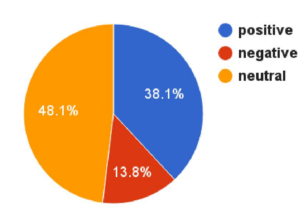 positive
negative
neutral
38.1%
48.1%
13.8%